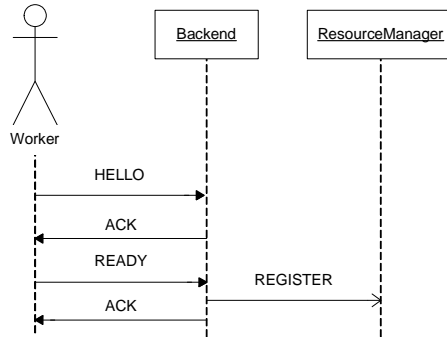 Backend
ResourceManager
Worker
HELLO
ACK
READY
REGISTER
ACK